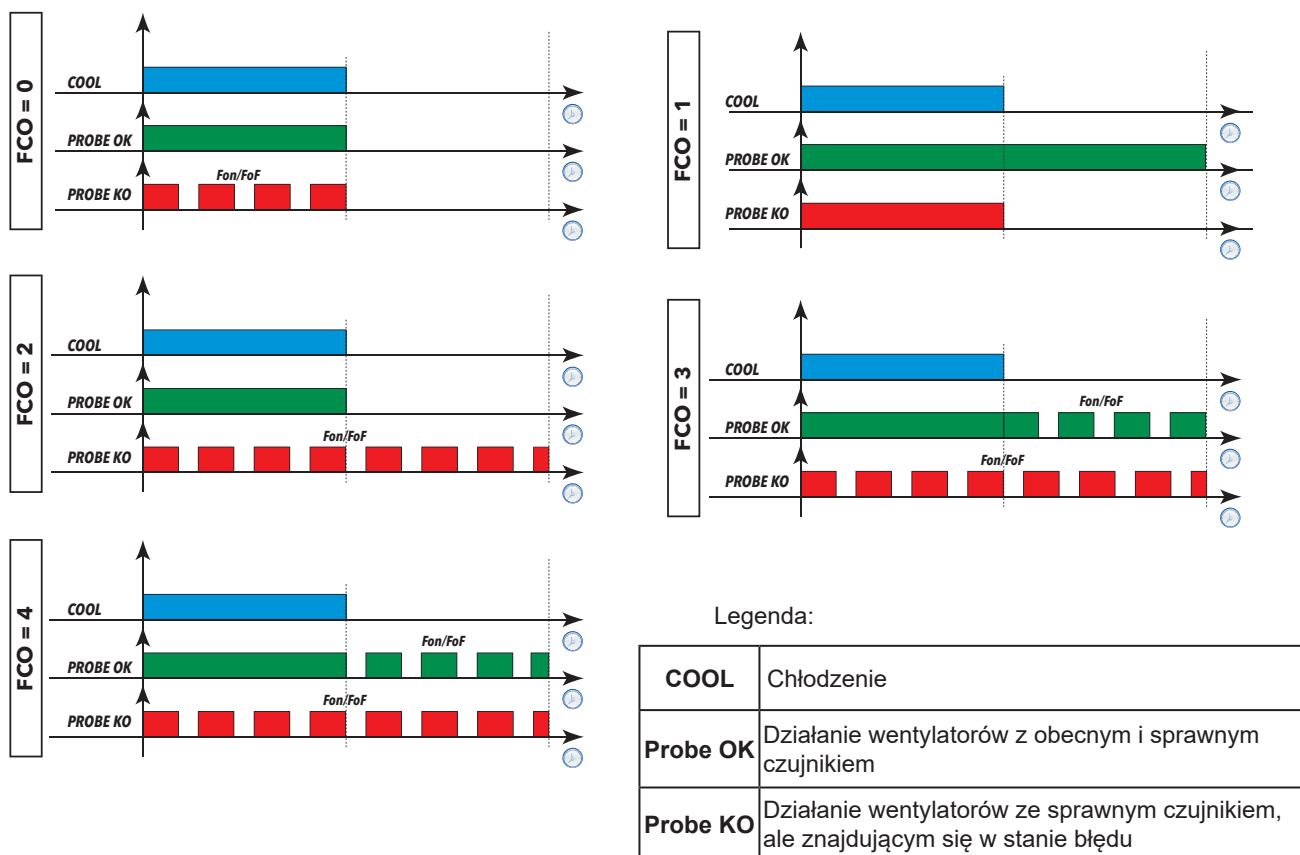 FCO = 0
COOL
PROBE OK
Fon/FoF
PROBE KO
FCO = 1
COOL
PROBE OK
PROBE KO
FCO = 2
COOL
PROBE OK
Fon/FoF
PROBE KO
FCO = 3
COOL
Fon/FoF
PROBE OK
Fon/FoF
PROBE KO
FCO = 4
COOL
Fon/FoF
PROBE OK
Fon/FoF
PROBE KO
Legenda:
COOL Chłodzenie
Probe OK Działanie wentylatorów z obecnym i sprawnym
czujnikiem
Probe KO Działanie wentylatorów ze sprawnym czujnikiem,
ale znajdującym się w stanie błędu